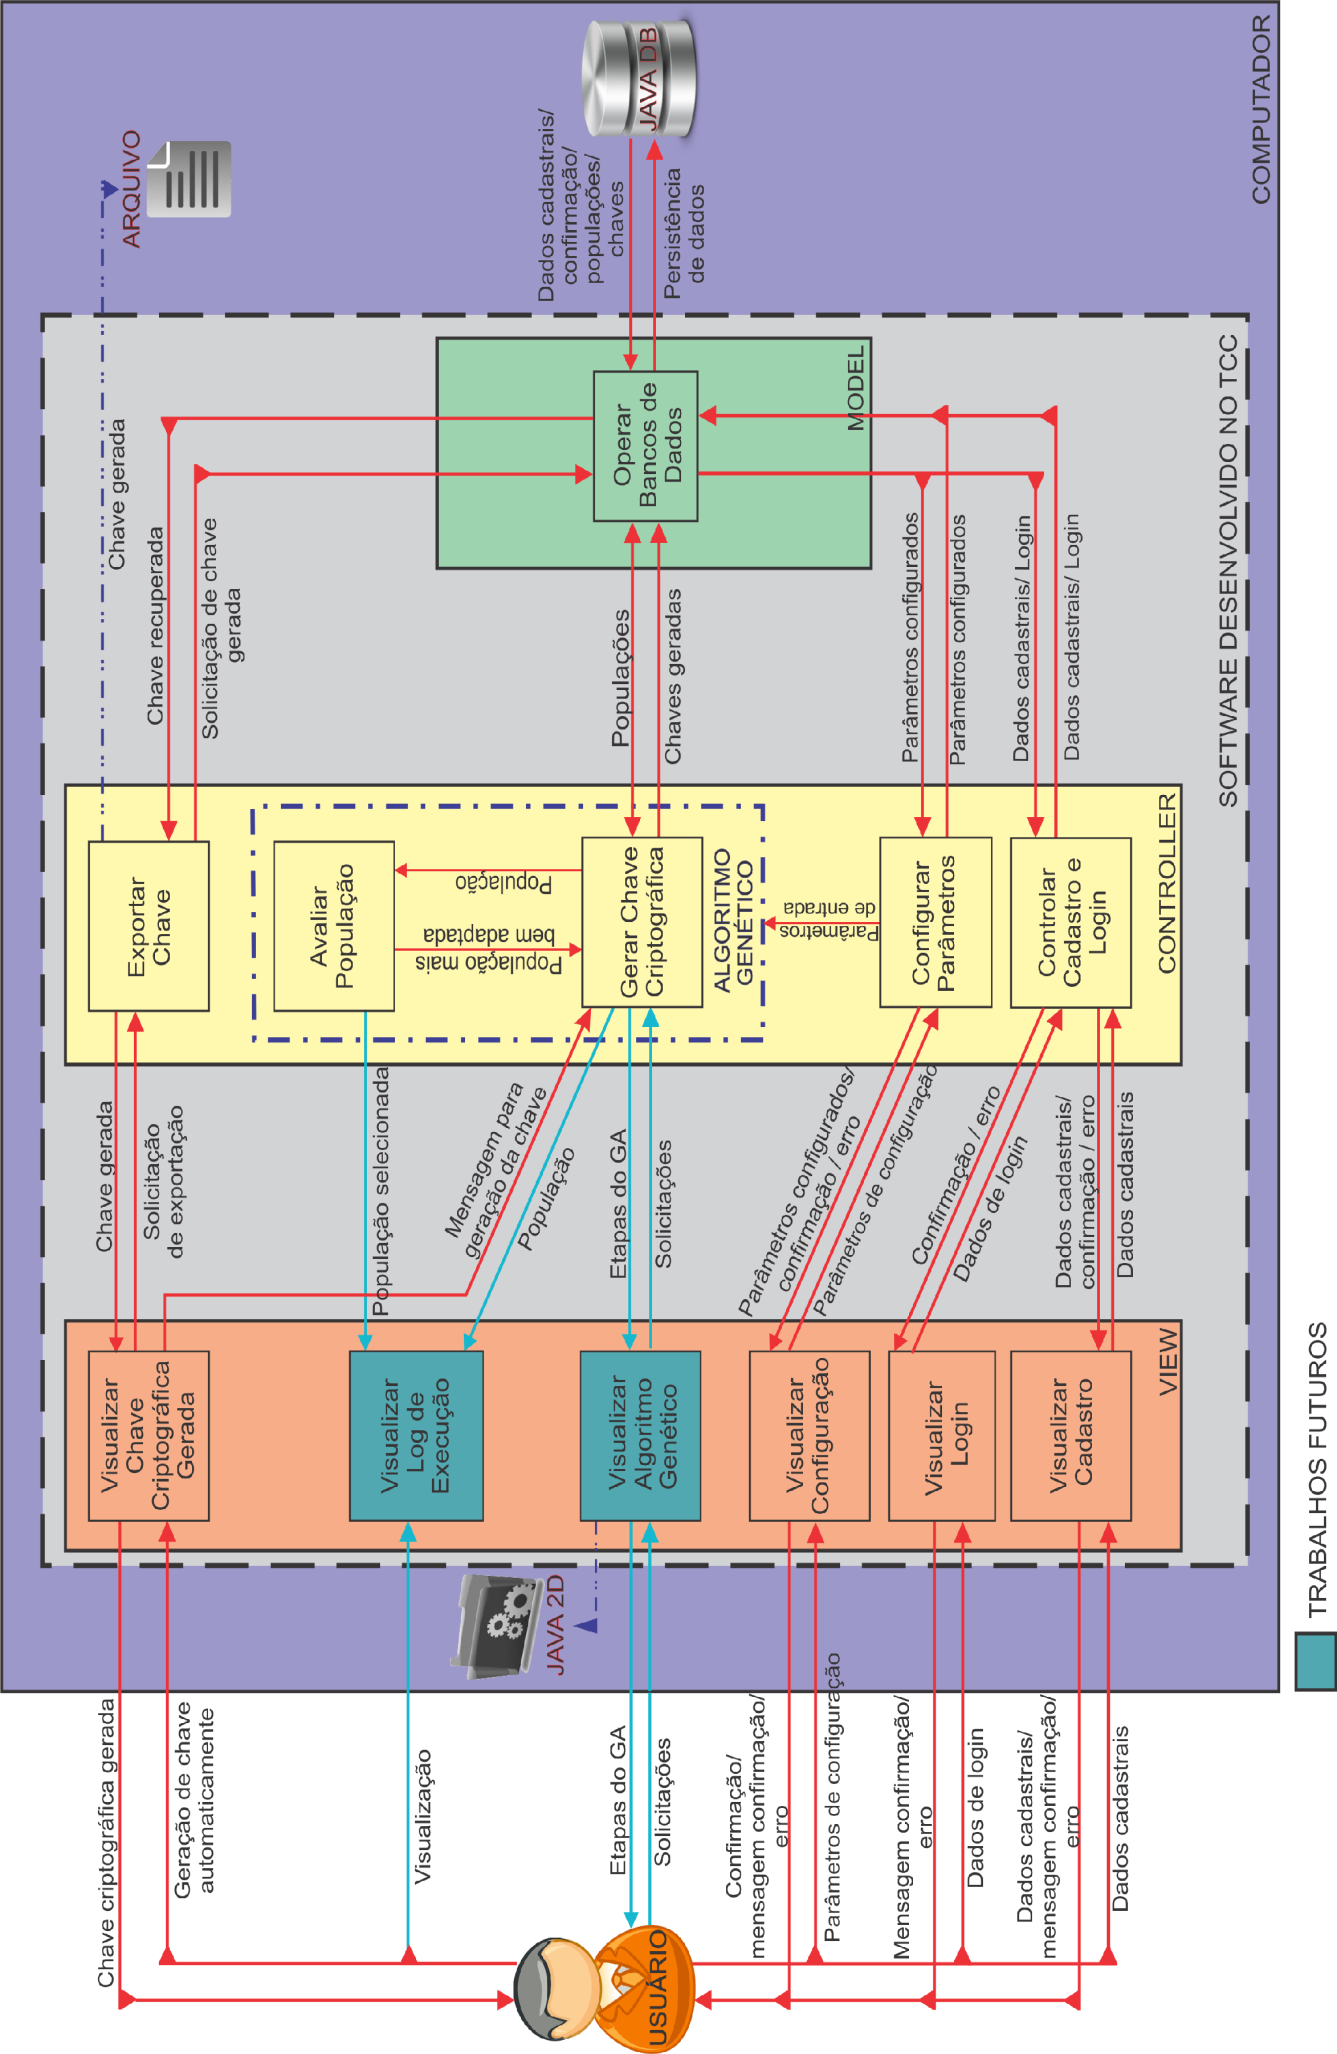 USUÁRIO
Chave criptográfica gerada
Geração de chave
automaticamente
Visualização
Etapas do GA
Solicitações
Confirmação/
mensagem confirmação/
erro
Parâmetros de configuração
Mensagem confirmação/
erro
Dados de login
Dados cadastrais/
mensagem confirmação/
erro
Dados cadastrais
JAVA 2D
Visualizar
Chave
Criptográfica
Gerada
Visualizar
Log de
Execução
Visualizar
Algoritmo
Genético
Visualizar
Configuração
Visualizar
Login
Visualizar
Cadastro
VIEW
Chave gerada
Solicitação
de exportação
População selecionada
Mensagem para
geração da chave
População
Etapas do GA
Solicitações
Parâmetros configurados/
confirmação / erro
Parâmetros de configuração
Confirmação / erro
Dados de login
Dados cadastrais/
confirmação / erro
Dados cadastrais
Exportar
Chave
Avaliar
População
População
População mais
bem adaptada
Gerar Chave
Criptográfica
ALGORITMO
GENÉTICO
Parâmetros
de entrada
Configurar
Parâmetros
Controlar
Cadastro e
Login
CONTROLLER
Chave gerada
Chave recuperada
Solicitação de chave
gerada
Populações
Chaves geradas
Parâmetros configurados
Parâmetros configurados
Dados cadastrais/ Login
Dados cadastrais/ Login
Operar
Bancos de
Dados
MODEL
SOFTWARE DESENVOLVIDO NO TCC
ARQUIVO
Dados cadastrais/
confirmação/
populações/
chaves
Persistência
de dados
JAVA DB
COMPUTADOR
TRABALHOS FUTUROS